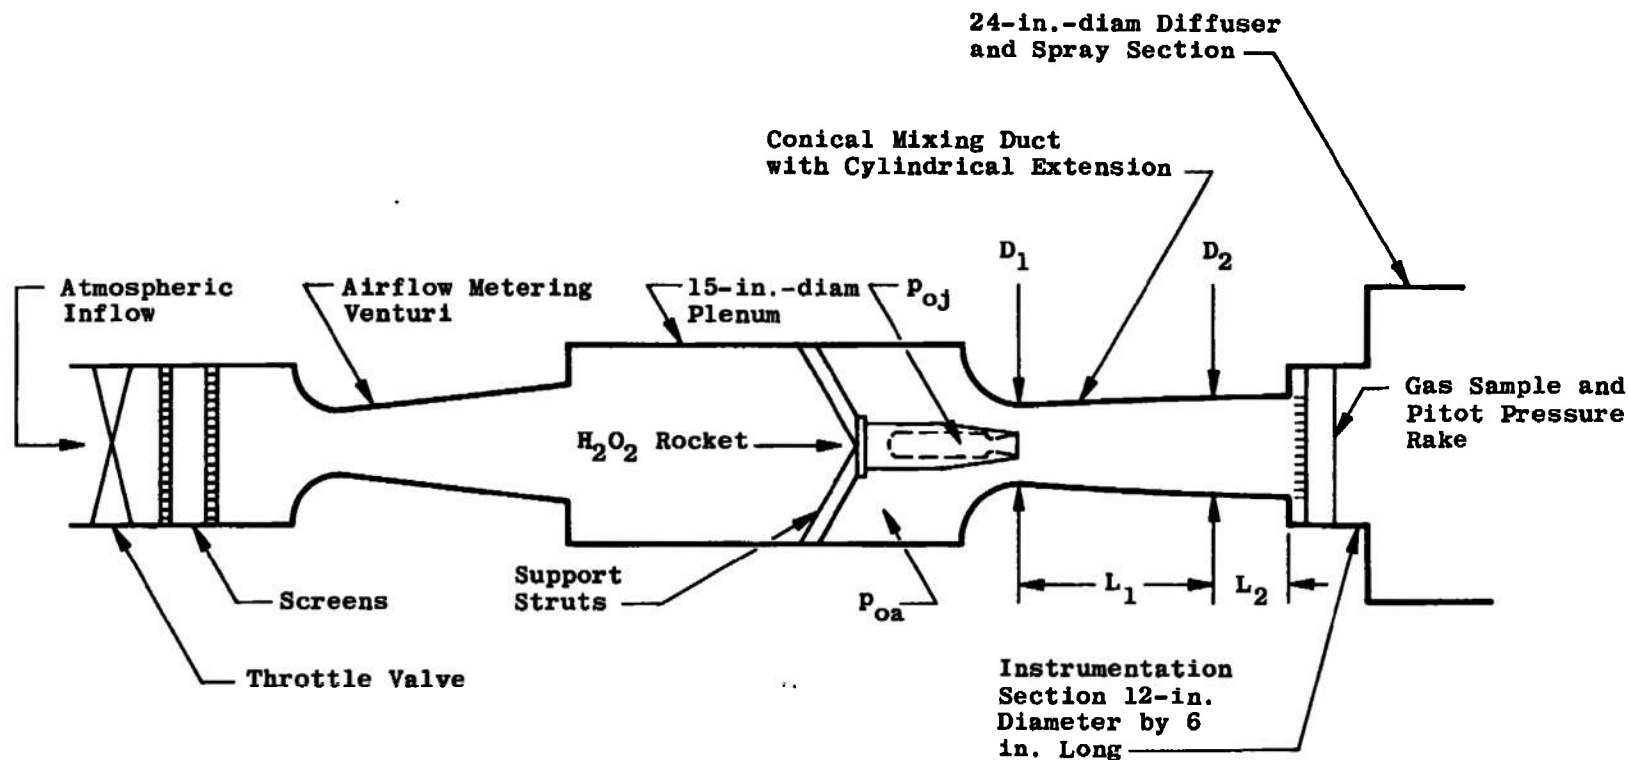 24-in.-diam Diffuser
and Spray Section
Conical Mixing Duct
with Cylindrical Extension
D1
D2
Atmospheric
Inflow
Airflow Metering
Venturi
15-in.-diam
Plenum
poj
Gas Sample and
Pitot Pressure
Rake
H2O2 Rocket
Support
Struts
Screens
poa
L1
L2
Throttle Valve
Instrumentation
Section 12-in.
Diameter by 6
in. Long